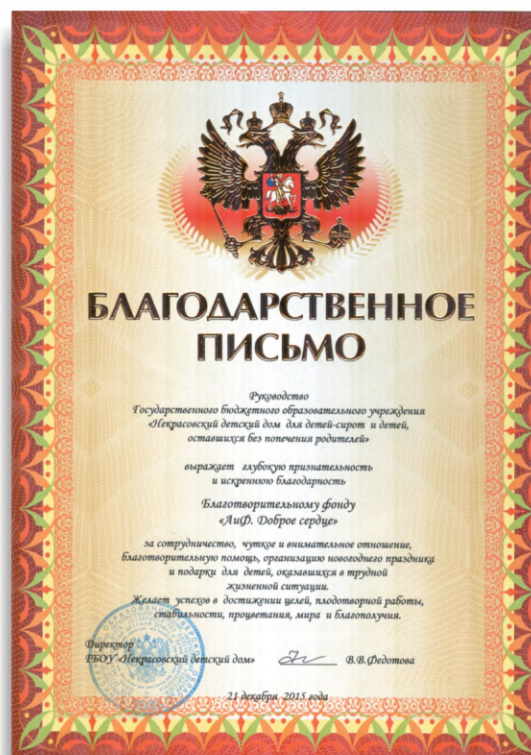 БЛАГОДАРСТВЕННОЕ
ПИСЬМО
Руководство
Государственного бюджетного образовательного учреждения
«Некрасовский детский дом для детей-сирот и детей,
оставшихся без попечения родителей»
выражает глубокую признательность
и искреннюю благодарность
Благотворительному фонду
«АиФ. Доброе сердце»
за сотрудничество, чуткое и внимательное отношение,
благотворительную помощь, организацию новогоднего праздника
и подарки для детей, оказавшихся в трудной
жизненной ситуации.
Желает успехов в достижении целей, плодотворной работы,
стабильности, процветания, мира и благополучия.
Директор
ГБОУ «Некрасовский детский дом» В.В.Федотова
21 декабря 2015 года